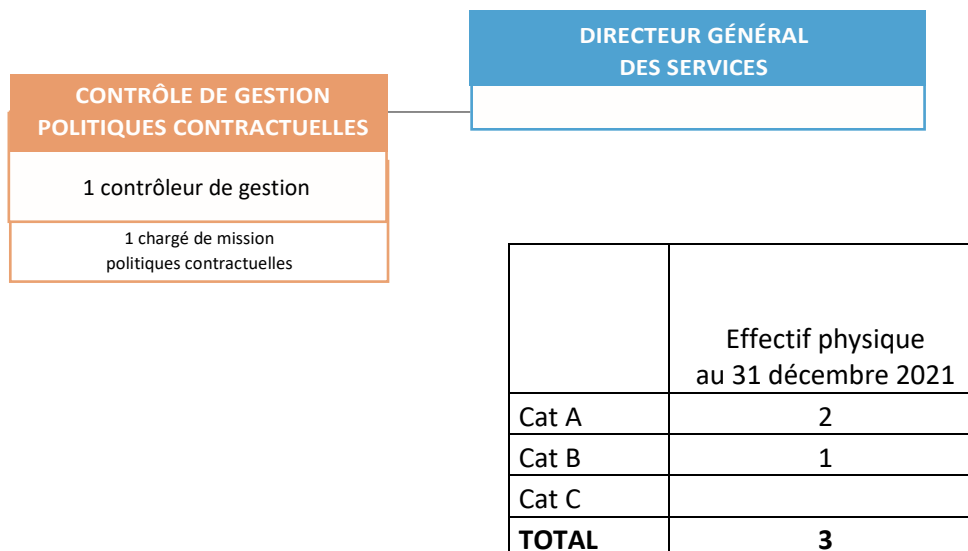 DIRECTEUR GÉNÉRAL
DES SERVICES
CONTRÔLE DE GESTION
POLITIQUES CONTRACTUELLES
1 contrôleur de gestion
1 chargé de mission
politiques contractuelles
Effectif physique
au 31 décembre 2021
Cat A 2
Cat B 1
Cat C
TOTAL 3